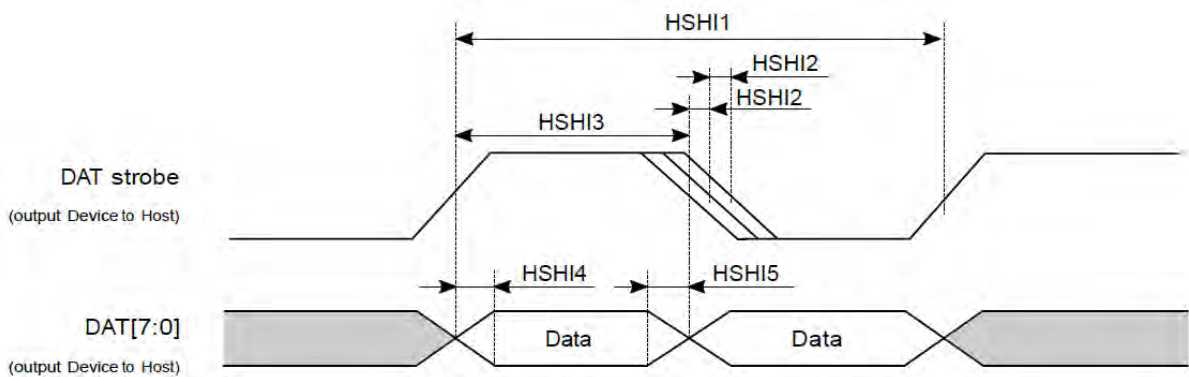 HSHI1
HSHI2
HSHI2
HSHI3
DAT strobe
(output Device to Host)
HSHI4
HSHI5
DAT[7:0]
Data
Data
(output Device to Host)